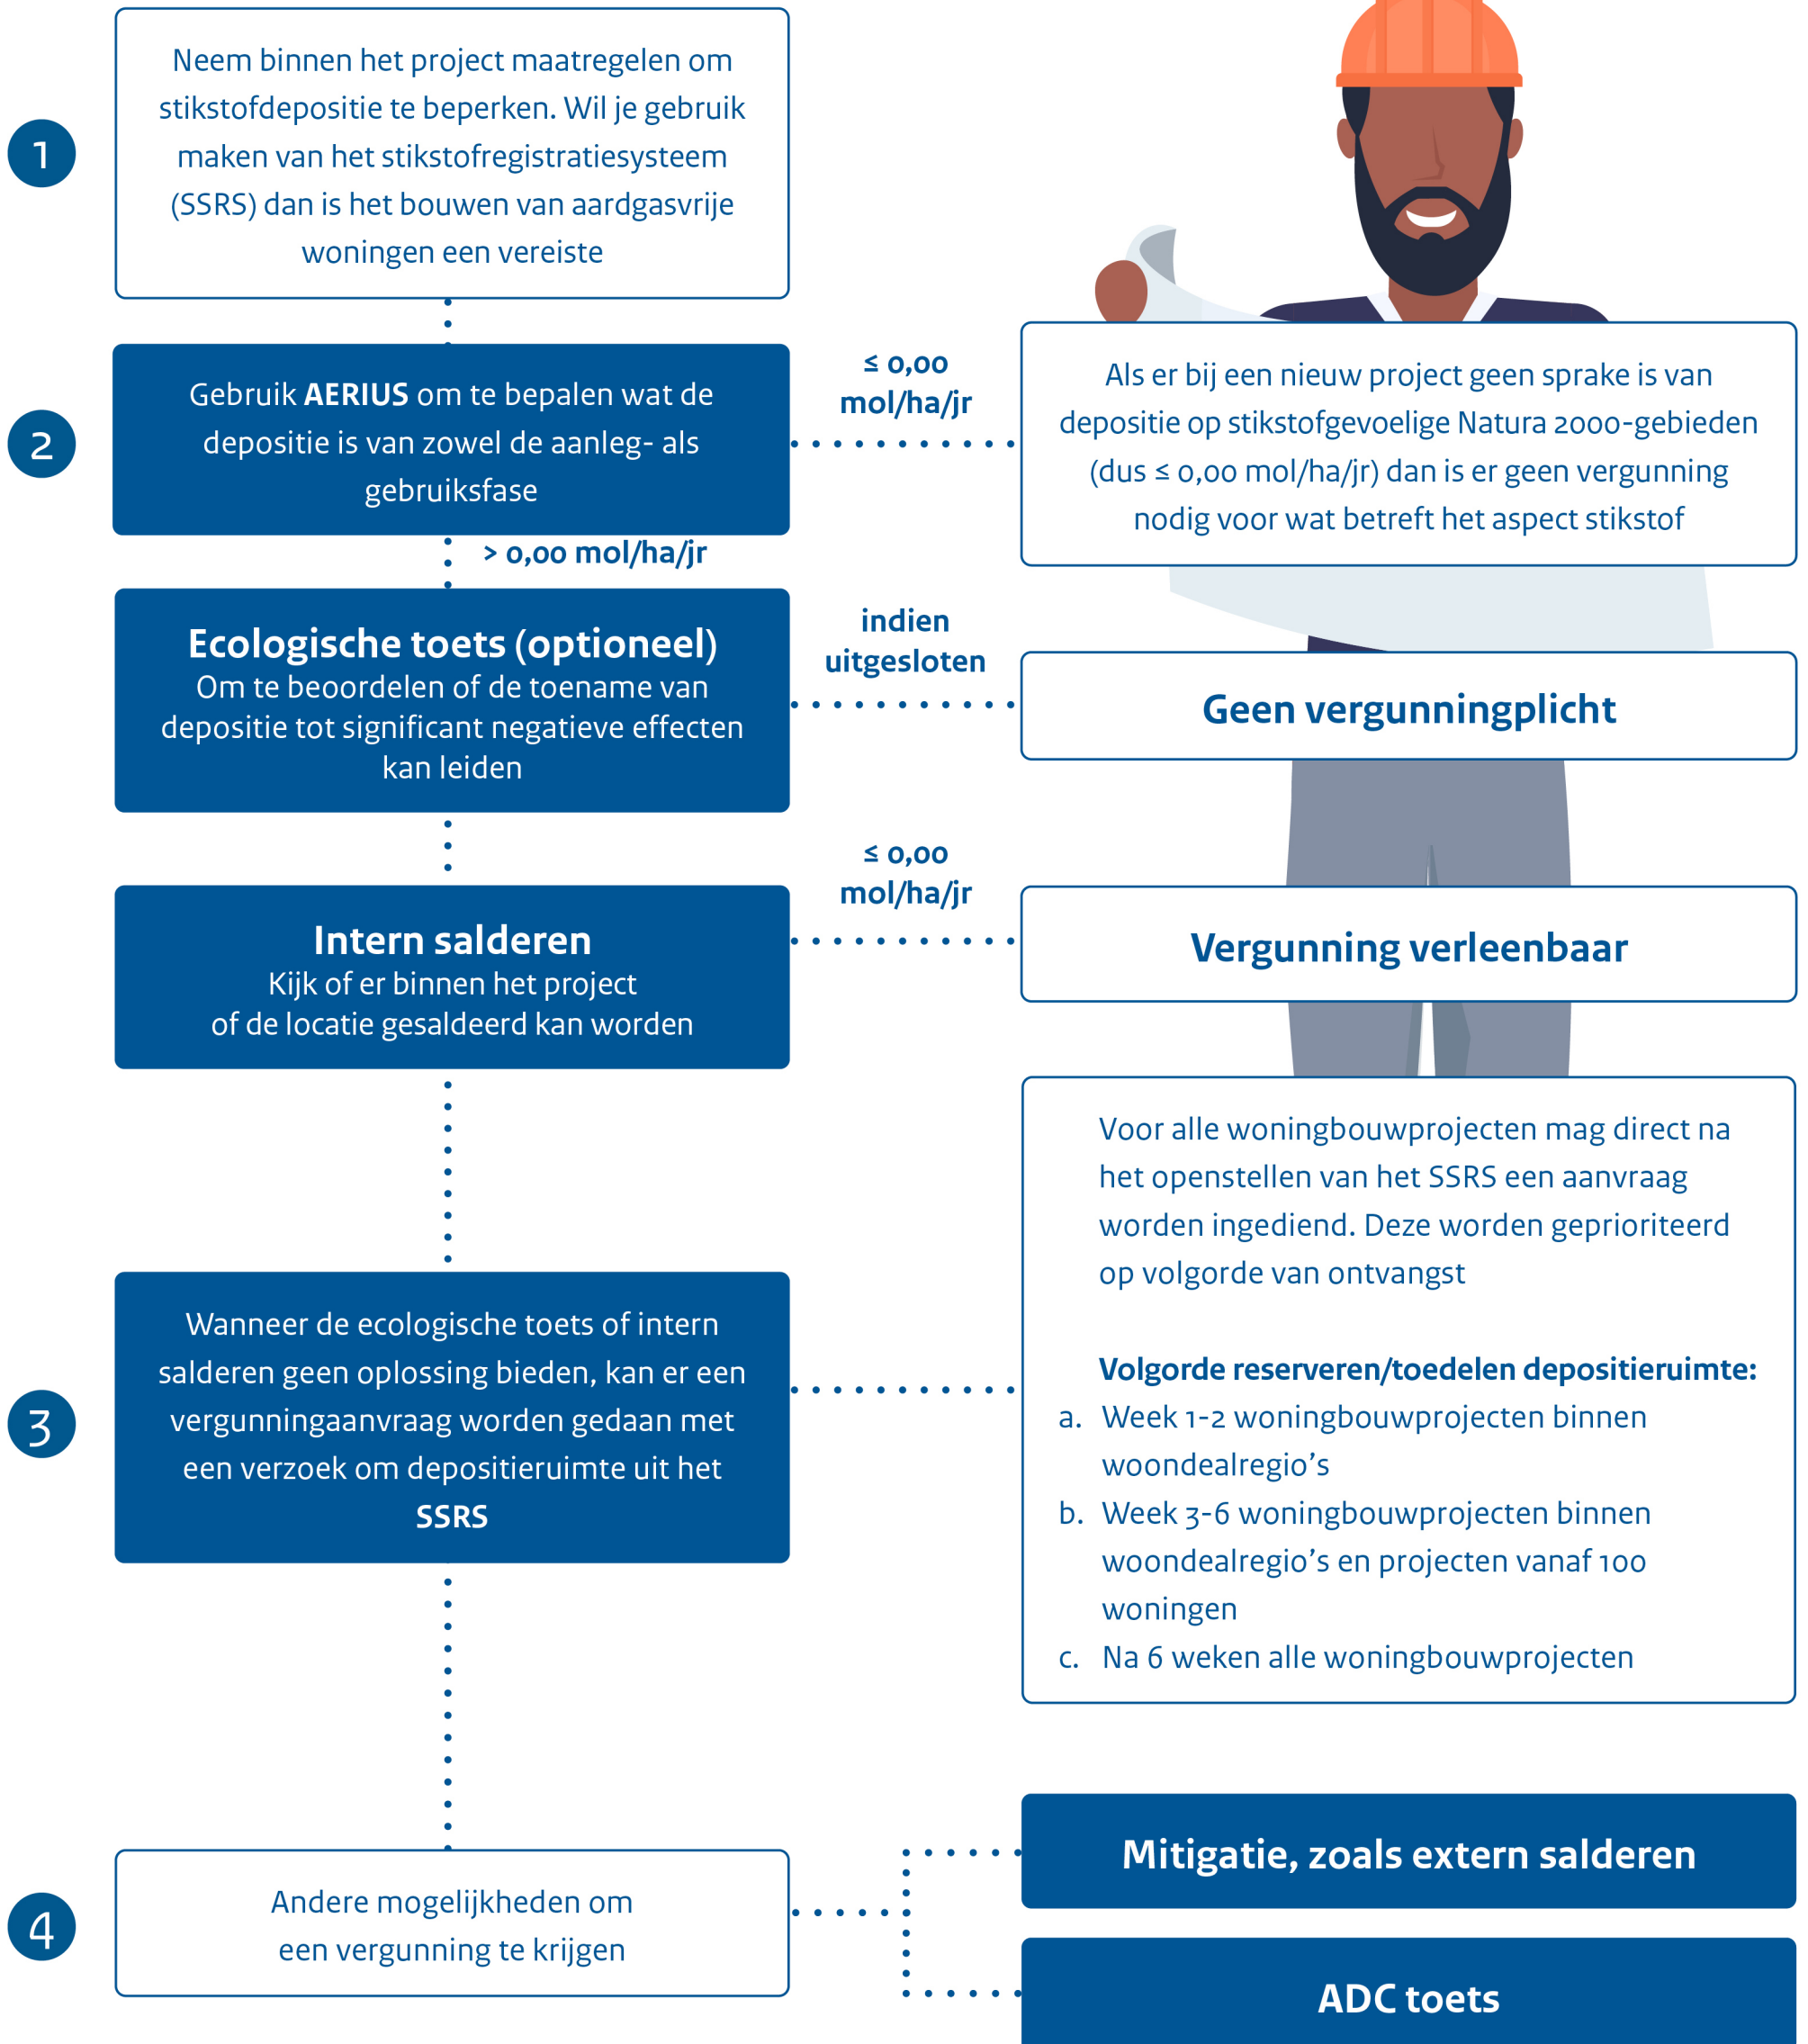 1
Neem binnen het project maatregelen om
stikstofdepositie te beperken. Wil je gebruik
maken van het stikstofregistratiesysteem
(SSRS) dan is het bouwen van aardgasvrije
woningen een vereiste
2
Gebruik AERIUS om te bepalen wat de
depositie is van zowel de aanleg- als
gebruiksfase
≤ 0,00
mol/ha/jr
Als er bij een nieuw project geen sprake is van
depositie op stikstofgevoelige Natura 2000-gebieden
(dus ≤ 0,00 mol/ha/jr) dan is er geen vergunning
nodig voor wat betreft het aspect stikstof
> 0,00 mol/ha/jr
Ecologische toets (optioneel)
Om te beoordelen of de toename van
depositie tot significant negatieve effecten
kan leiden
indien
uitgesloten
Geen vergunningplicht
Intern salderen
Kijk of er binnen het project
of de locatie gesaldeerd kan worden
≤ 0,00
mol/ha/jr
Vergunning verleenbaar
3
Wanneer de ecologische toets of intern
salderen geen oplossing bieden, kan er een
vergunningaanvraag worden gedaan met
een verzoek om depositieruimte uit het
SSRS
Voor alle woningbouwprojecten mag direct na
het openstellen van het SSRS een aanvraag
worden ingediend. Deze worden geprioriteerd
op volgorde van ontvangst
Volgorde reserveren/toedelen depositieruimte:
a. Week 1-2 woningbouwprojecten binnen
woondealregio's
b. Week 3-6 woningbouwprojecten binnen
woondealregio's en projecten vanaf 100
woningen
c. Na 6 weken alle woningbouwprojecten
4
Andere mogelijkheden om
een vergunning te krijgen
Mitigatie, zoals extern salderen
ADC toets